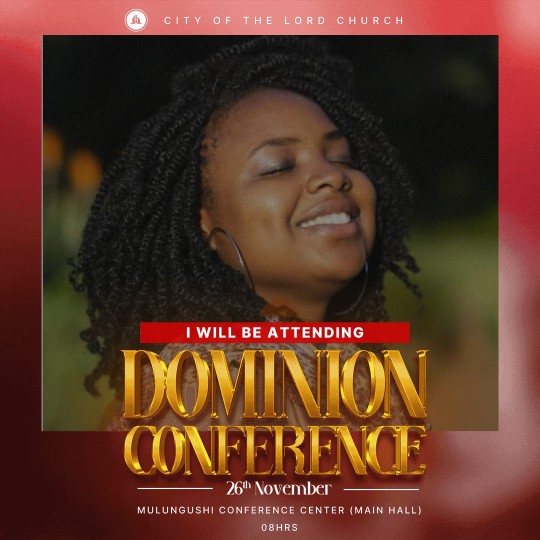 CITY OF THE LORD CHURCH
I WILL BE ATTENDING
DOMINION
CONFERENCE
26th November
MULUNGUSHI CONFERENCE CENTER (MAIN HALL)
08HRS